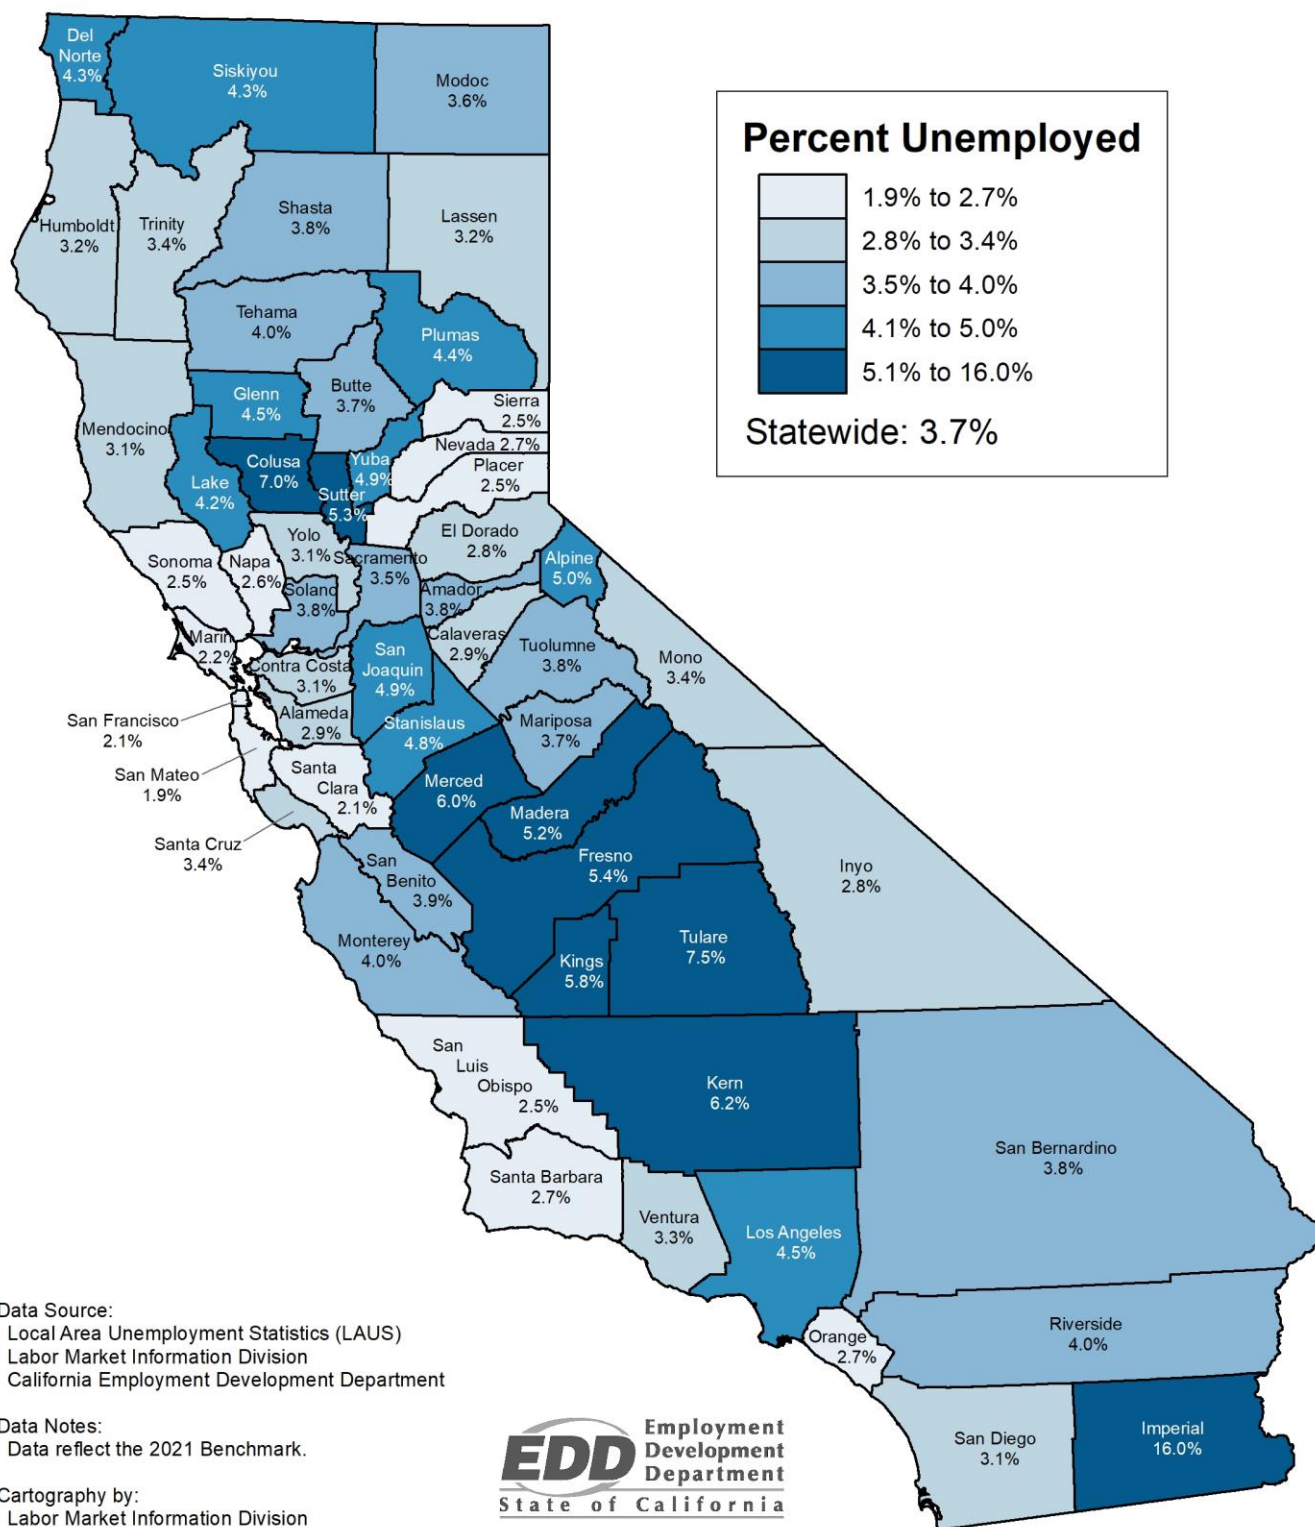 Del
Norte
4.3%
Siskiyou
4.3%
Modoc
3.6%
Percent Unemployed
1.9% to 2.7%
2.8% to 3.4%
3.5% to 4.0%
4.1% to 5.0%
5.1% to 16.0%
Statewide: 3.7%
Humboldt
3.2%
Trinity
3.4%
Shasta
3.8%
Lassen
3.2%
Tehama
4.0%
Plumas
4.4%
Glenn
4.5%
Butte
3.7%
Sierra
2.5%
Mendocino
3.1%
Nevada 2.7%
Lake
4.2%
Colusa
7.0%
Sutter
5.3%
Yuba
4.9%
Placer
2.5%
Sonoma
2.5%
Napa
2.6%
Yolo
3.1%
Sacramento
3.5%
El Dorado
2.8%
Alpine
5.0%
Solano
3.8%
Amador
3.8%
Marin
2.2%
Contra Costa
3.1%
San
Joaquin
4.9%
Calaveras
2.9%
Tuolumne
3.8%
Mono
3.4%
San Francisco
2.1%
Alameda
2.9%
Stanislaus
4.8%
Mariposa
3.7%
San Mateo
1.9%
Santa
Clara
2.1%
Merced
6.0%
Madera
5.2%
Santa Cruz
3.4%
San
Benito
3.9%
Fresno
5.4%
Inyo
2.8%
Monterey
4.0%
Kings
5.8%
Tulare
7.5%
San
Luis
Obispo
2.5%
Kern
6.2%
San Bernardino
3.8%
Santa Barbara
2.7%
Ventura
3.3%
Los Angeles
4.5%
Orange
2.7%
Riverside
4.0%
San Diego
3.1%
Imperial
16.0%
Data Source:
Local Area Unemployment Statistics (LAUS)
Labor Market Information Division
California Employment Development Department
Data Notes:
Data reflect the 2021 Benchmark.
Cartography by:
Labor Market Information Division
EDD
Employment
Development
Department
State of California